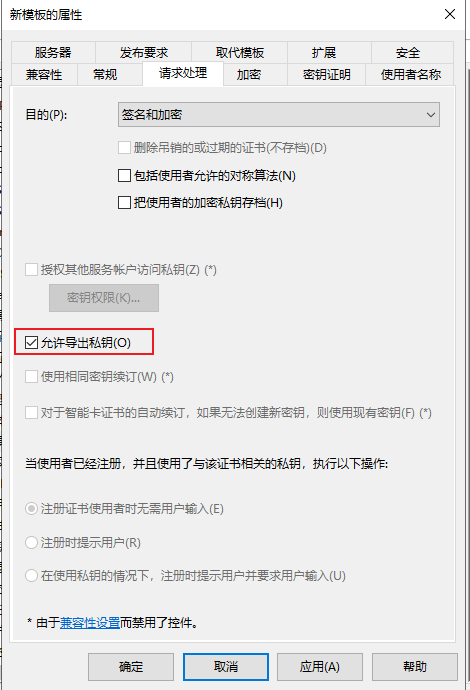 新模板的属性
服务器 发布要求 取代模板 扩展 安全
兼容性 常规 请求处理 加密 密钥证明 使用者名称
目的(P): 签名和加密
删除吊销的或过期的证书(不存档)(D)
包括使用者允许的对称算法(N)
把使用者的加密私钥存档(H)
授权其他服务帐户访问私钥(Z) (*)
密钥权限(K)...
允许导出私钥(O)
使用相同密钥续订(W) (*)
对于智能卡证书的自动续订，如果无法创建新密钥，则使用现有密钥(F) (*)
当使用者已经注册，并且使用了与该证书相关的私钥，执行以下操作:
注册证书使用者时无需用户输入(E)
注册时提示用户(R)
在使用私钥的情况下，注册时提示用户并要求用户输入(U)
* 由于兼容性设置而禁用了控件。
确定 取消 应用(A) 帮助